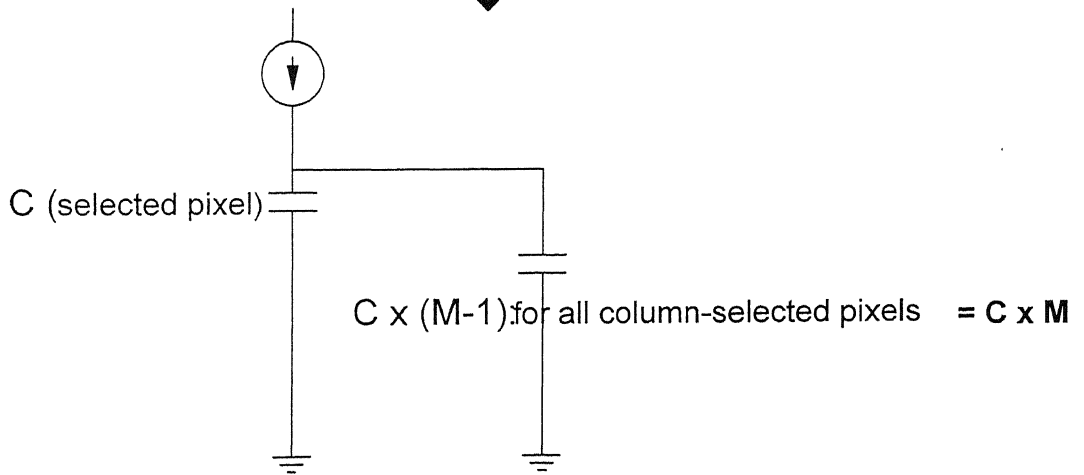 C (selected pixel)
C x (M-1):for all column-selected pixels = C x M